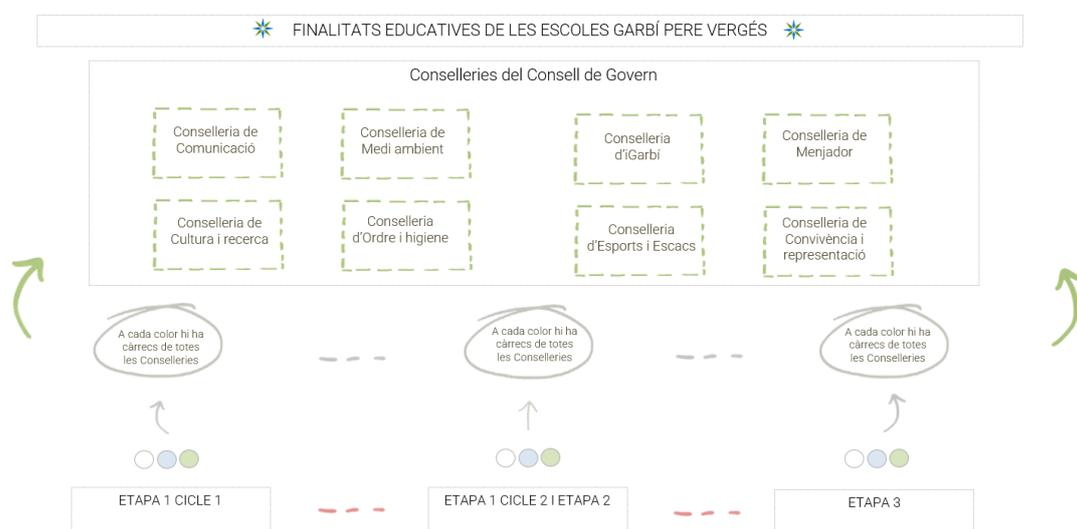 FINALITATS EDUCATIVES DE LES ESCOLES GARBÍ PERE VERGÉS
Conselleries del Consell de Govern
Conselleria de
Comunicació
Conselleria de
Medi ambient
Conselleria
d'iGarbí
Conselleria de
Menjador
Conselleria de
Cultura i recerca
Conselleria
d'Ordre i higiene
Conselleria
d'Esports i Escacs
Conselleria de
Convivència i
representació
A cada color hi ha
càrrecs de totes
les Conselleries
A cada color hi ha
càrrecs de totes
les Conselleries
A cada color hi ha
càrrecs de totes
les Conselleries
ETAPA 1 CICLE 1
ETAPA 1 CICLE 2 I ETAPA 2
ETAPA 3